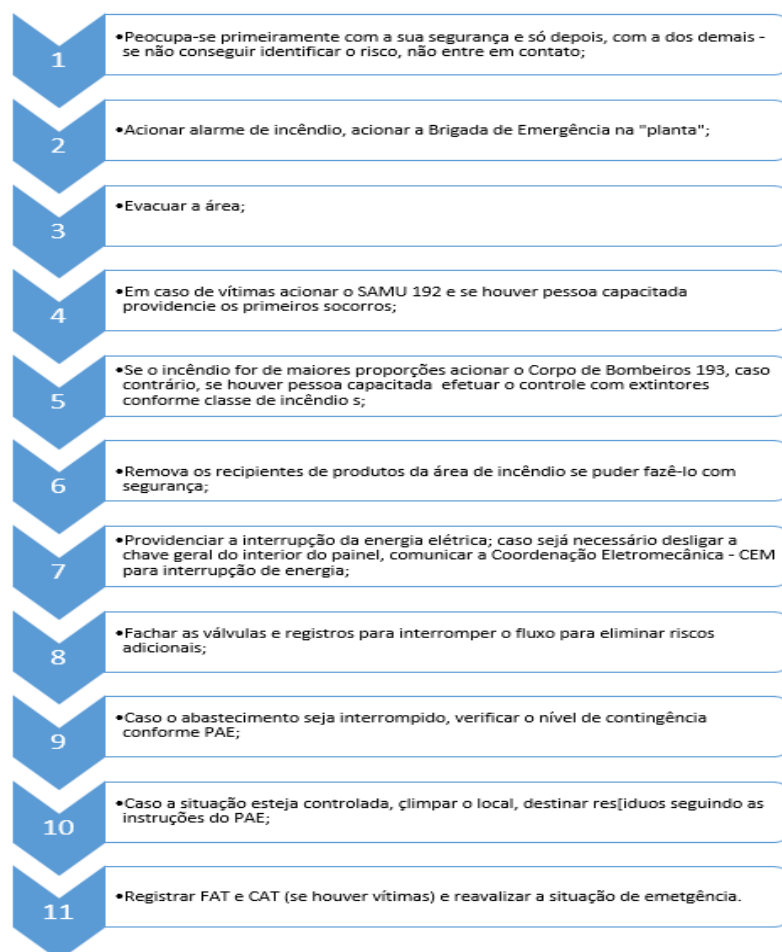 1
•Peocupa-se primeiramente com a sua segurança e só depois, com a dos demais -
se não conseguir identificar o risco, não entre em contato;
2
•Acionar alarme de incêndio, acionar a Brigada de Emergência na "planta";
3
•Evacuar a área;
4
•Em caso de vítimas acionar o SAMU 192 e se houver pessoa capacitada
providencie os primeiros socorros;
5
•Se o incêndio for de maiores proporções acionar o Corpo de Bombeiros 193, caso
contrário, se houver pessoa capacitada efetuar o controle com extintores
conforme classe de incêndio s;
6
•Remova os recipientes de produtos da área de incêndio se puder fazê-lo com
segurança;
7
•Providenciar a interrupção da energia elétrica; caso sejá necessário desligar a
chave geral do interior do painel, comunicar a Coordenação Eletromecânica - CEM
para interrupção de energia;
8
•Fachar as válvulas e registros para interromper o fluxo para eliminar riscos
adicionais;
9
•Caso o abastecimento seja interrompido, verificar o nível de contingência
conforme PAE;
10
•Caso a situação esteja controlada, çlimpar o local, destinar res[iduos seguindo as
instruções do PAE;
11
•Registrar FAT e CAT (se houver vítimas) e reavalizar a situação de emetgência.